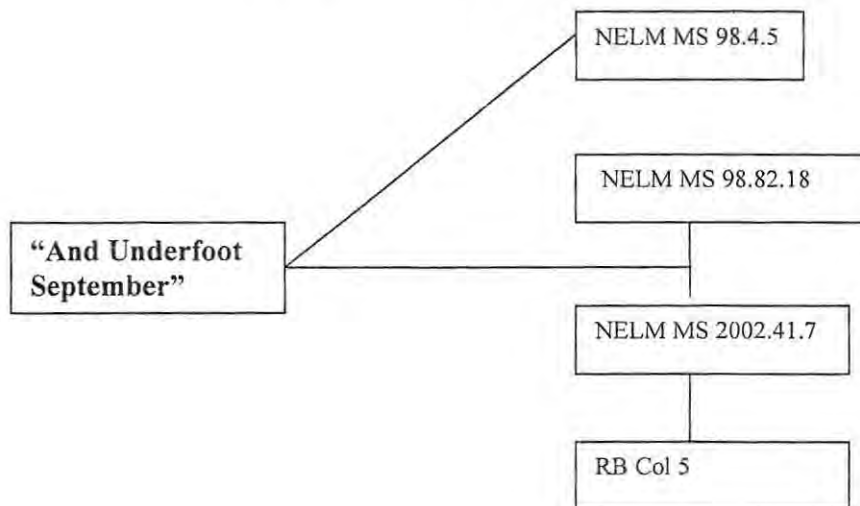 NELM MS 98.4.5
NELM MS 98.82.18
“And Underfoot
September”
NELM MS 2002.41.7
RB Col 5